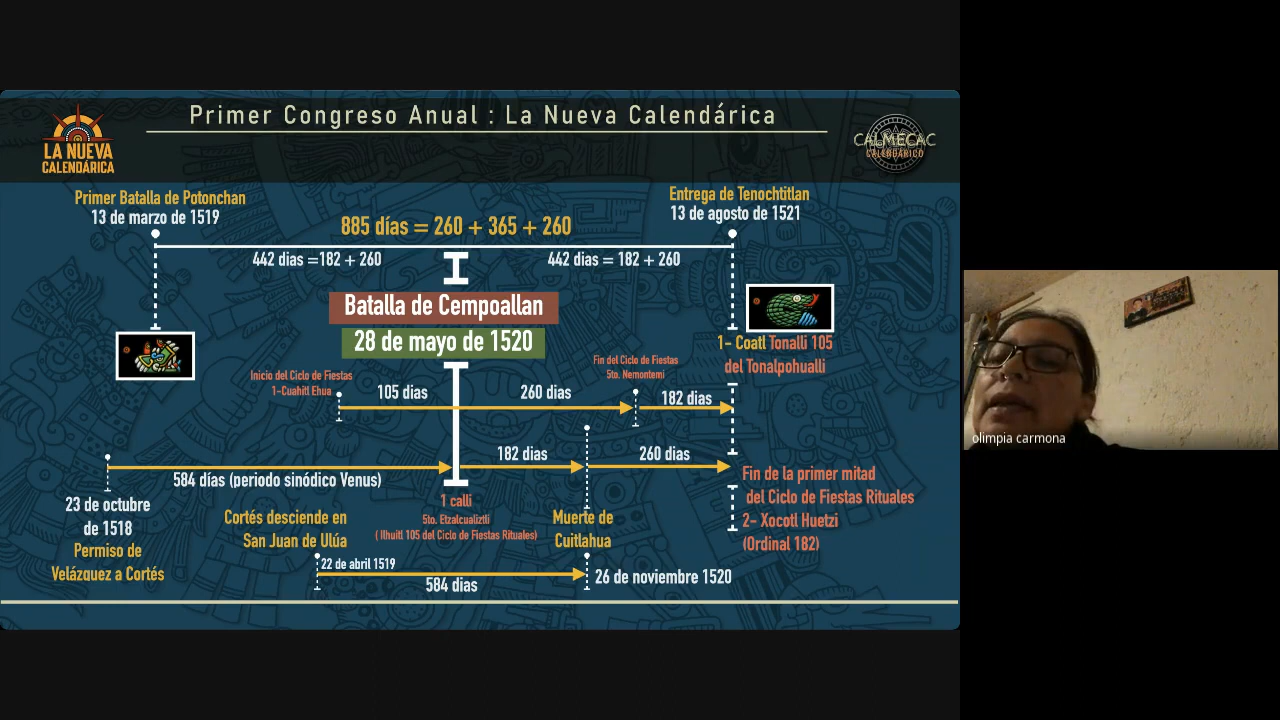 Primer Congreso Anual : La Nueva Calendárica
LA NUEVA
CALENDÁRICA
CALMECAC
CALENDÁRICO
Primer Batalla de Potonchan
13 de marzo de 1519
Entrega de Tenochtitlan
13 de agosto de 1521
885 días = 260 + 365 + 260
442 dias =182 + 260
442 dias = 182 + 260
Batalla de Cempoallan
28 de mayo de 1520
1- Coatl Tonalli 105
del Tonalpohualli
Inicio del Ciclo de Fiestas
1-Cuahitl Ehua
105 días
260 dias
Fin del Ciclo de Fiestas
5to. Nemontemi
182 dias
584 días (periodo sinódico Venus)
182 dias
260 dias
23 de octubre
de 1518
Permiso de
Velázquez a Cortés
1 calli
5to. Etzalcualiztli
( Ilhuitl 105 del Ciclo de Fiestas Rituales)
Cortés desciende en
San Juan de Ulúa
Muerte de
Cuitlahua
Fin de la primer mitad
del Ciclo de Fiestas Rituales
2- Xocotl Huetzi
(Ordinal 182)
22 de abril 1519
584 dias
26 de noviembre 1520
olimpia carmona